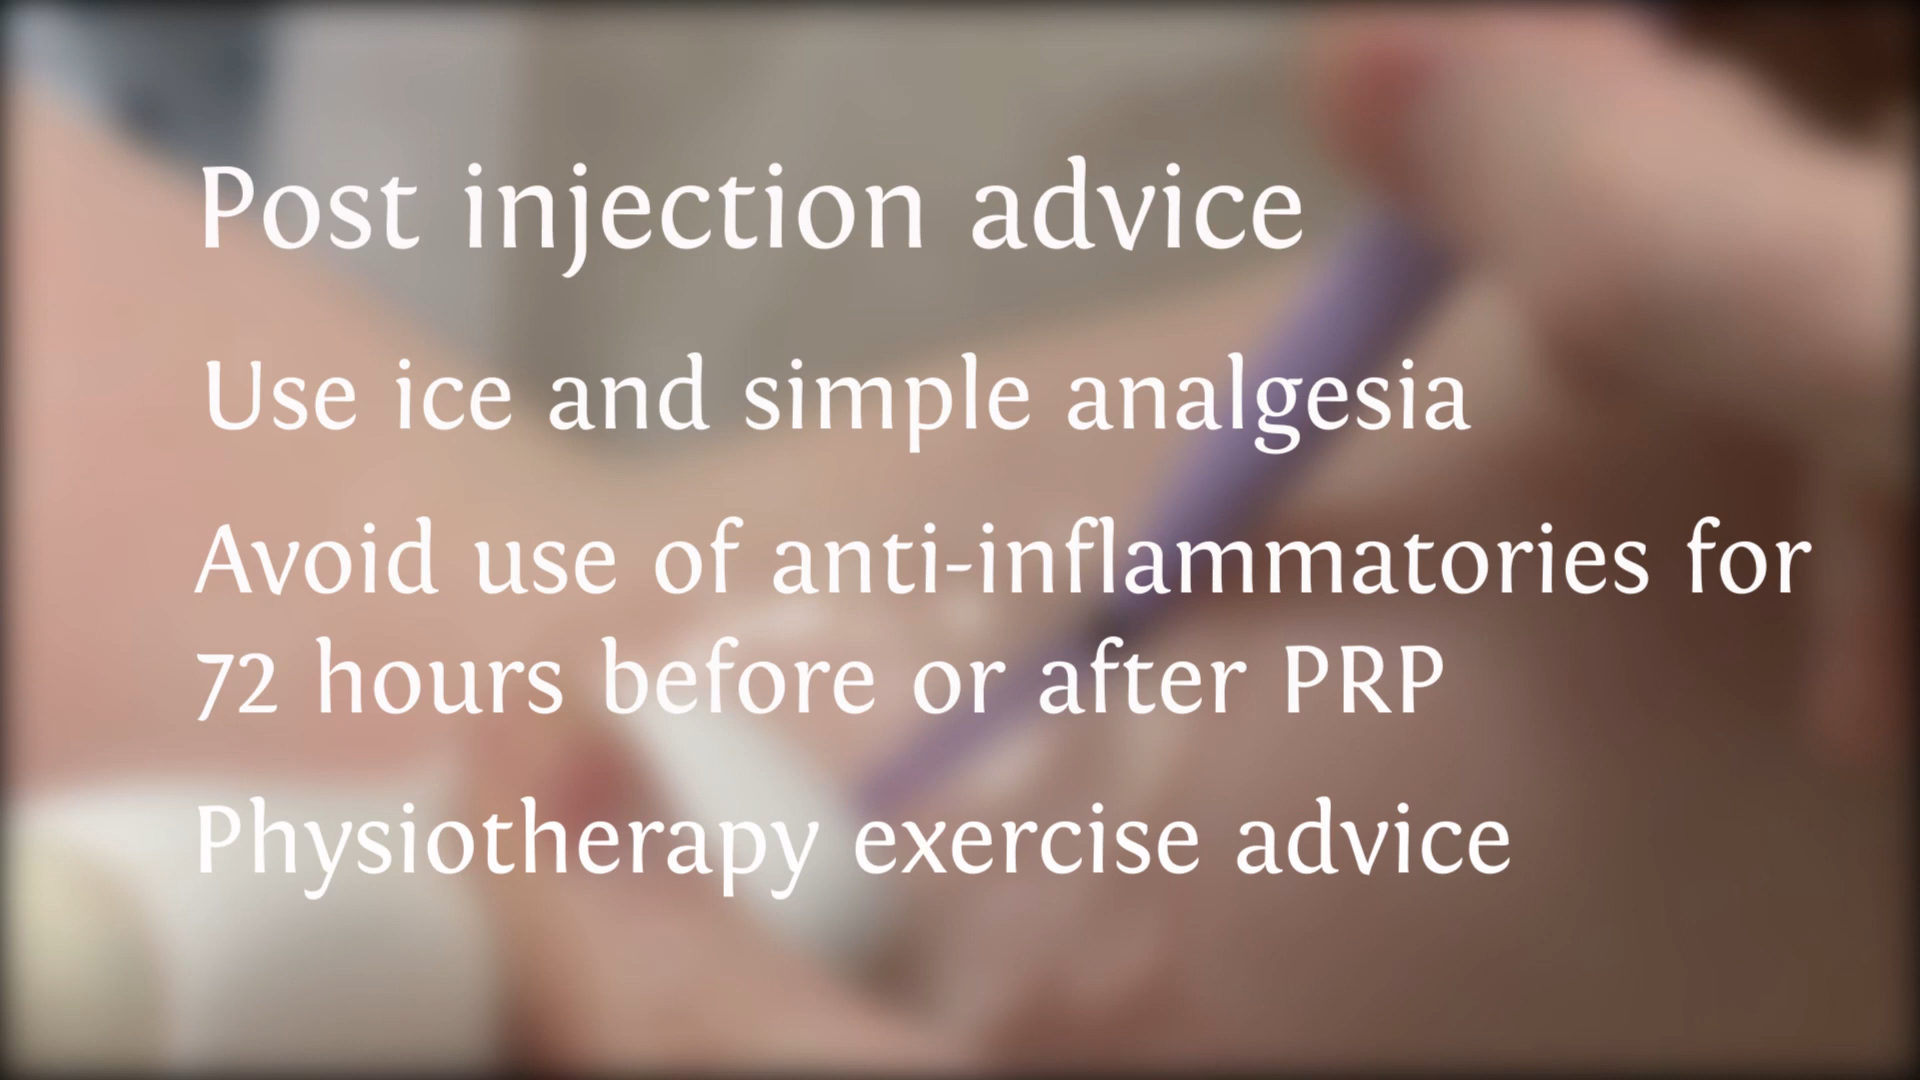 Post injection advice
Use ice and simple analgesia
Avoid use of anti-inflammatories for
72 hours before or after PRP
Physiotherapy exercise advice